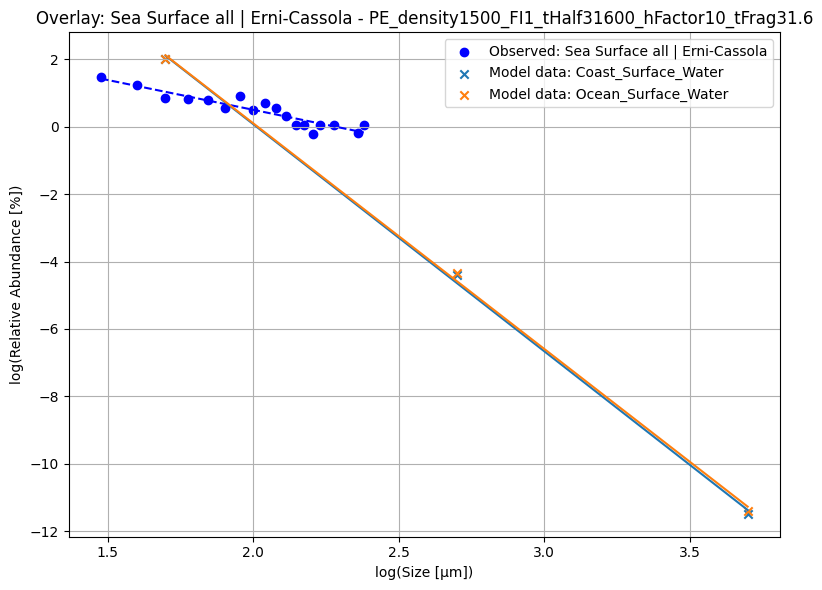 Overlay: Sea Surface all | Erni-Cassola - PE_density1500_FI1_tHalf31600_hFactor10_tFrag31.6
Observed: Sea Surface all | Erni-Cassola
Model data: Coast_Surface_Water
Model data: Ocean_Surface_Water
log(Relative Abundance [%])
2
0
−2
−4
−6
−8
−10
−12
1.5 2.0 2.5 3.0 3.5
log(Size [μm])